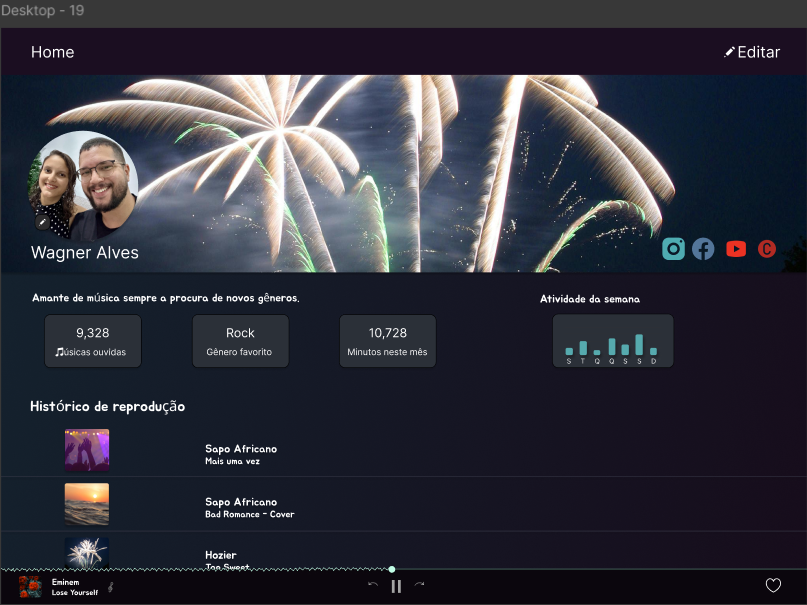 Desktop - 19
Home
Editar
Wagner Alves
Amante de música sempre a procura de novos gêneros.
Atividade da semana
9,328
úsicas ouvidas
Rock
Gênero favorito
10,728
Minutos neste mês
S T Q Q S S D
Histórico de reprodução
Sapo Africano
Mais uma vez
Sapo Africano
Bad Romance - Cover
Hozier
Too Sweet
Eminem
Lose Yourself